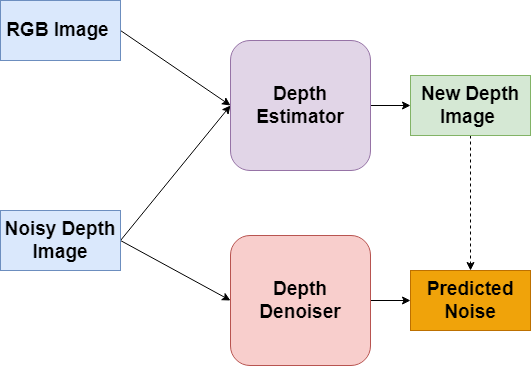 RGB Image
Depth
Estimator
New Depth
Image
Noisy Depth
Image
Depth
Denoiser
Predicted
Noise